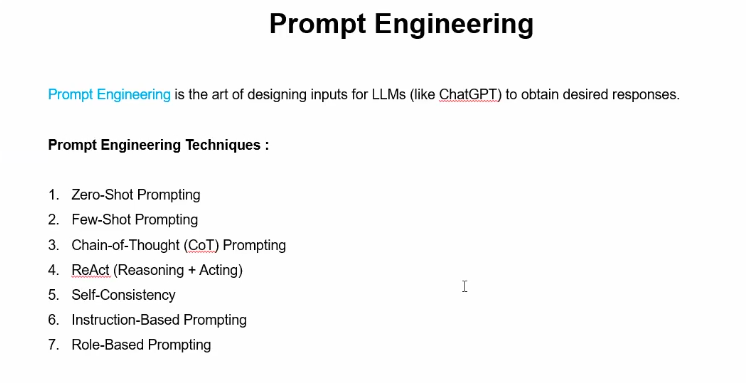 Prompt Engineering
Prompt Engineering is the art of designing inputs for LLMs (like ChatGPT) to obtain desired responses.
Prompt Engineering Techniques :
1. Zero-Shot Prompting
2. Few-Shot Prompting
3. Chain-of-Thought (CoT) Prompting
4. ReAct (Reasoning + Acting)
5. Self-Consistency
6. Instruction-Based Prompting
7. Role-Based Prompting